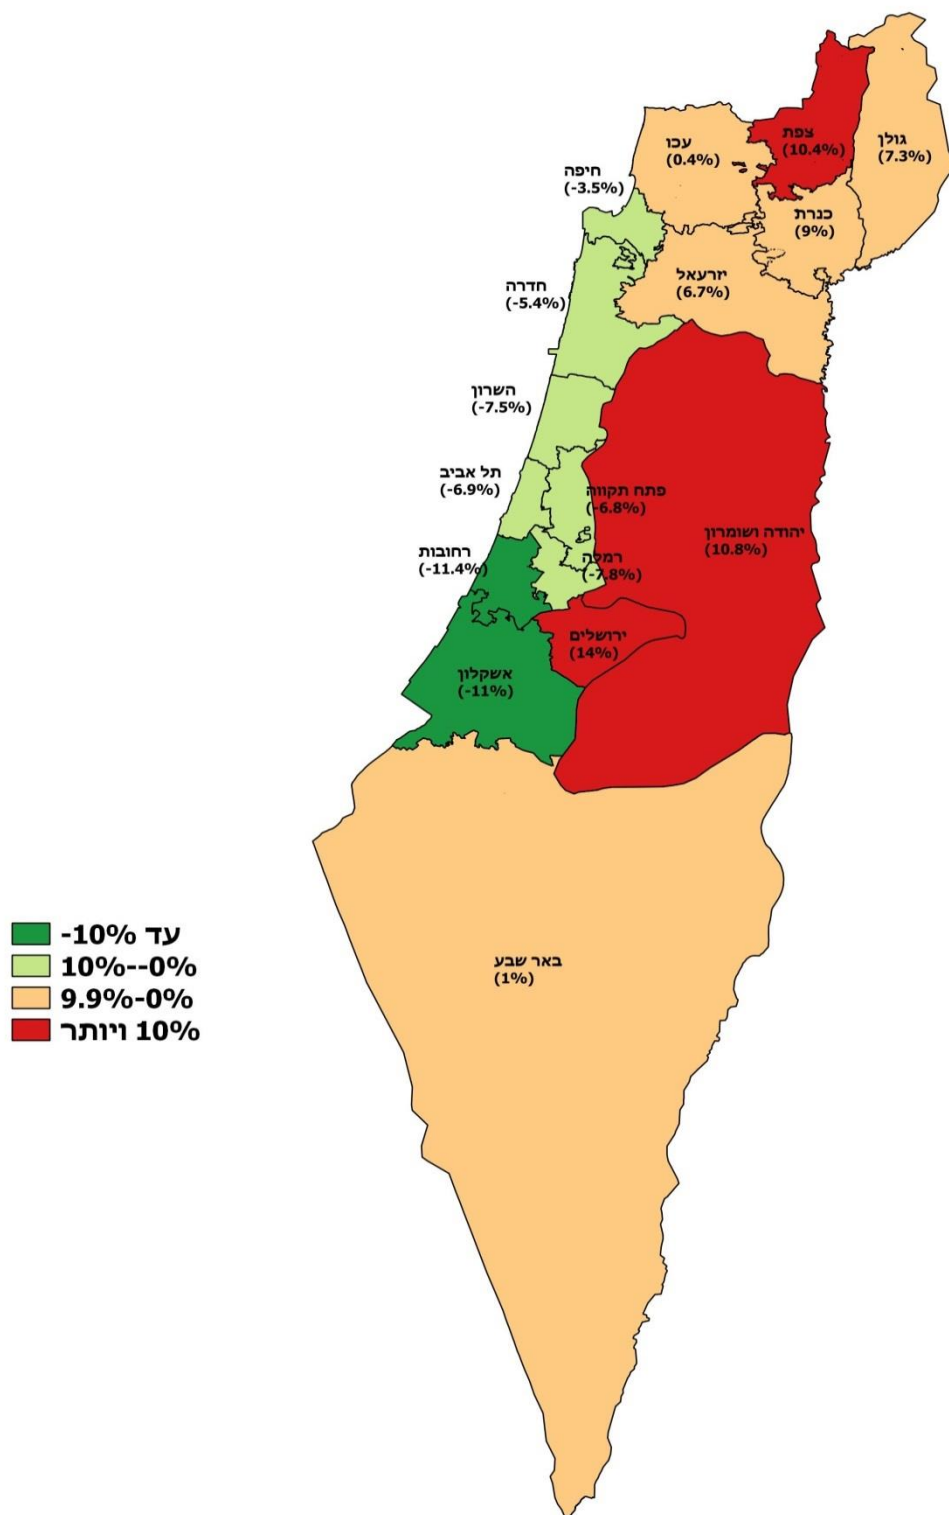 צפת
(10.4%)
גולן
(7.3%)
עכו
(0.4%)
חיפה
(-3.5%)
כנרת
(9%)
יזרעאל
(6.7%)
חדרה
(-5.4%)
השרון
(-7.5%)
תל אביב
(-6.9%)
פתח תקווה
(-6.8%)
יהודה ושומרון
(10.8%)
רחובות
(-11.4%)
רמלה
(-7.8%)
ירושלים
(14%)
אשקלון
(-11%)
באר שבע
(1%)
עד 10%-
10%--0%
9.9%-0%
10% ויותר